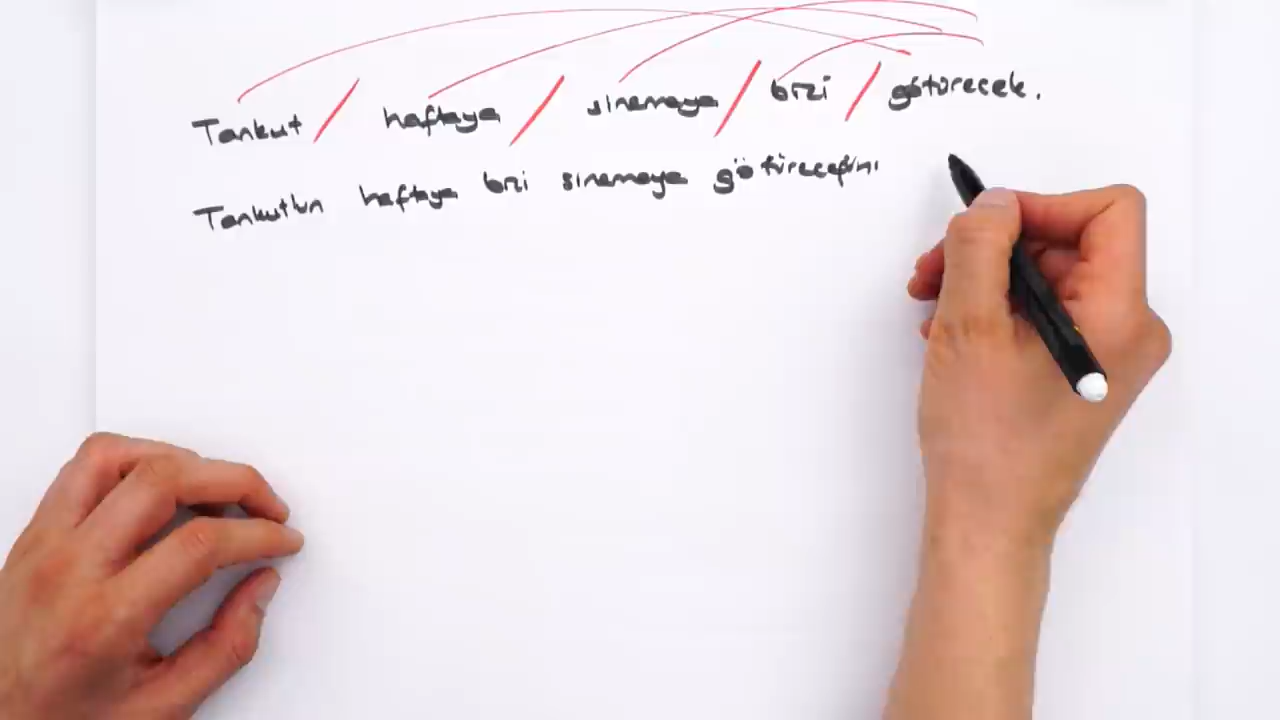 Tankut / haftaya / sinemaya / bizi / götürecek.
Tankut'un haftaya bizi sinemaya götüreceğini